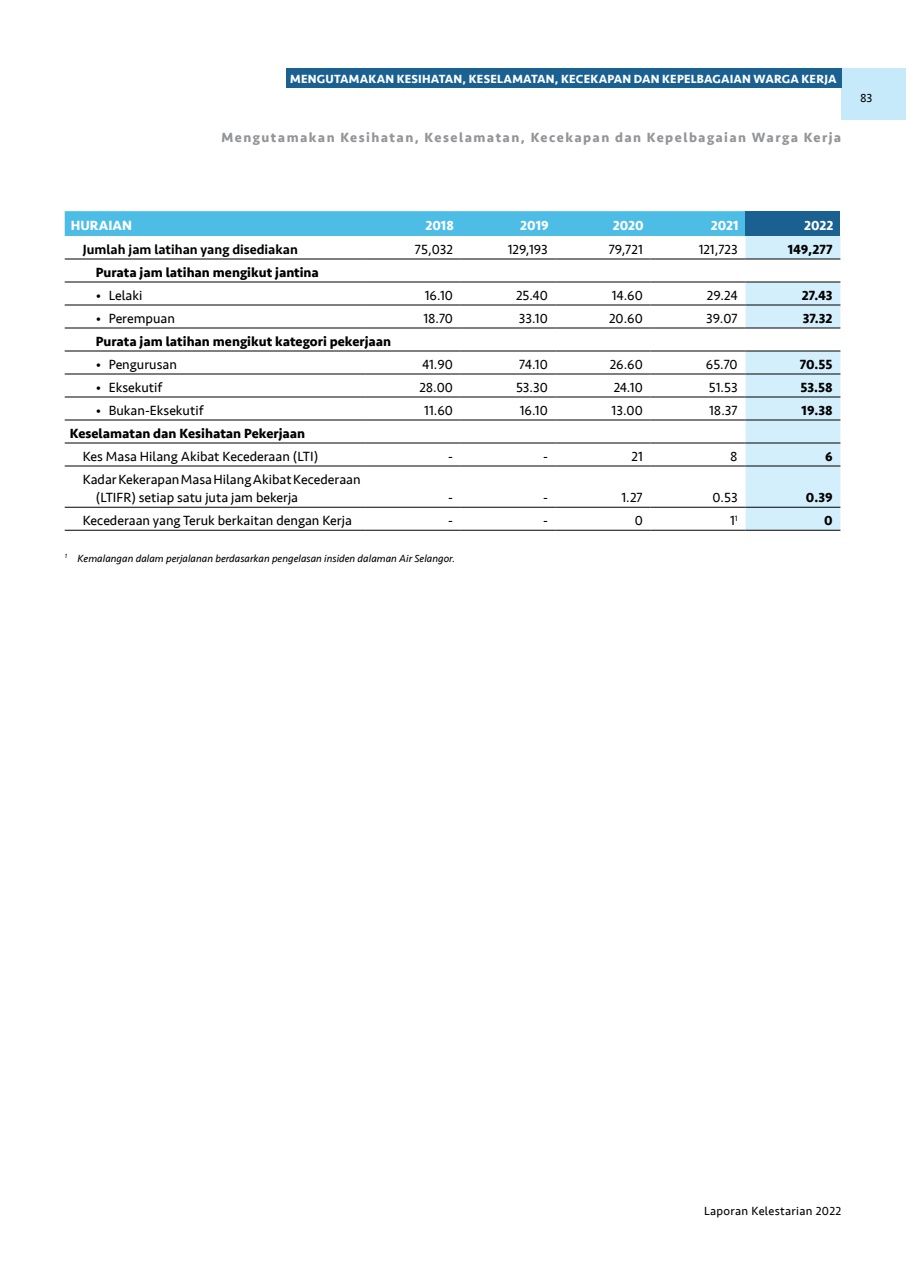 MENGUTAMAKAN KESIHATAN, KESELAMATAN, KECEKAPAN DAN KEPELBAGAIAN WARGA KERJA
83
Mengutamakan Kesihatan, Keselamatan, Kecekapan dan Kepelbagaian Warga Kerja
HURAIAN 2018 2019 2020 2021 2022
Jumlah jam latihan yang disediakan 75,032 129,193 79,721 121,723 149,277
Purata jam latihan mengikut jantina
• Lelaki 16.10 25.40 14.60 29.24 27.43
• Perempuan 18.70 33.10 20.60 39.07 37.32
Purata jam latihan mengikut kategori pekerjaan
• Pengurusan 41.90 74.10 26.60 65.70 70.55
• Eksekutif 28.00 53.30 24.10 51.53 53.58
• Bukan-Eksekutif 11.60 16.10 13.00 18.37 19.38
Keselamatan dan Kesihatan Pekerjaan
Kes Masa Hilang Akibat Kecederaan (LTI) - - 21 8 6
Kadar Kekerapan Masa Hilang Akibat Kecederaan
(LTIFR) setiap satu juta jam bekerja - - 1.27 0.53 0.39
Kecederaan yang Teruk berkaitan dengan Kerja - - 0 1¹ 0
¹ Kemalangan dalam perjalanan berdasarkan pengelasan insiden dalaman Air Selangor.
Laporan Kelestarian 2022